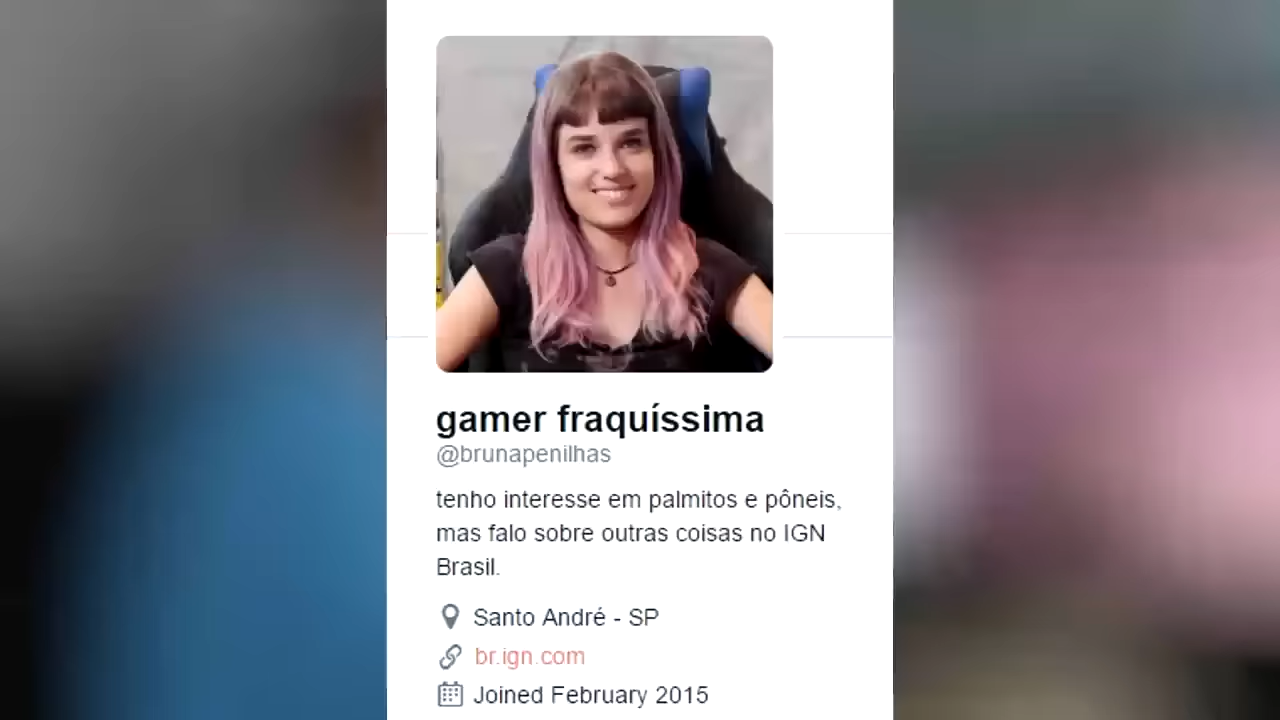 gamer fraquíssima
@brunapenilhas
tenho interesse em palmitos e pôneis,
mas falo sobre outras coisas no IGN
Brasil.
Santo André - SP
br.ign.com
Joined February 2015